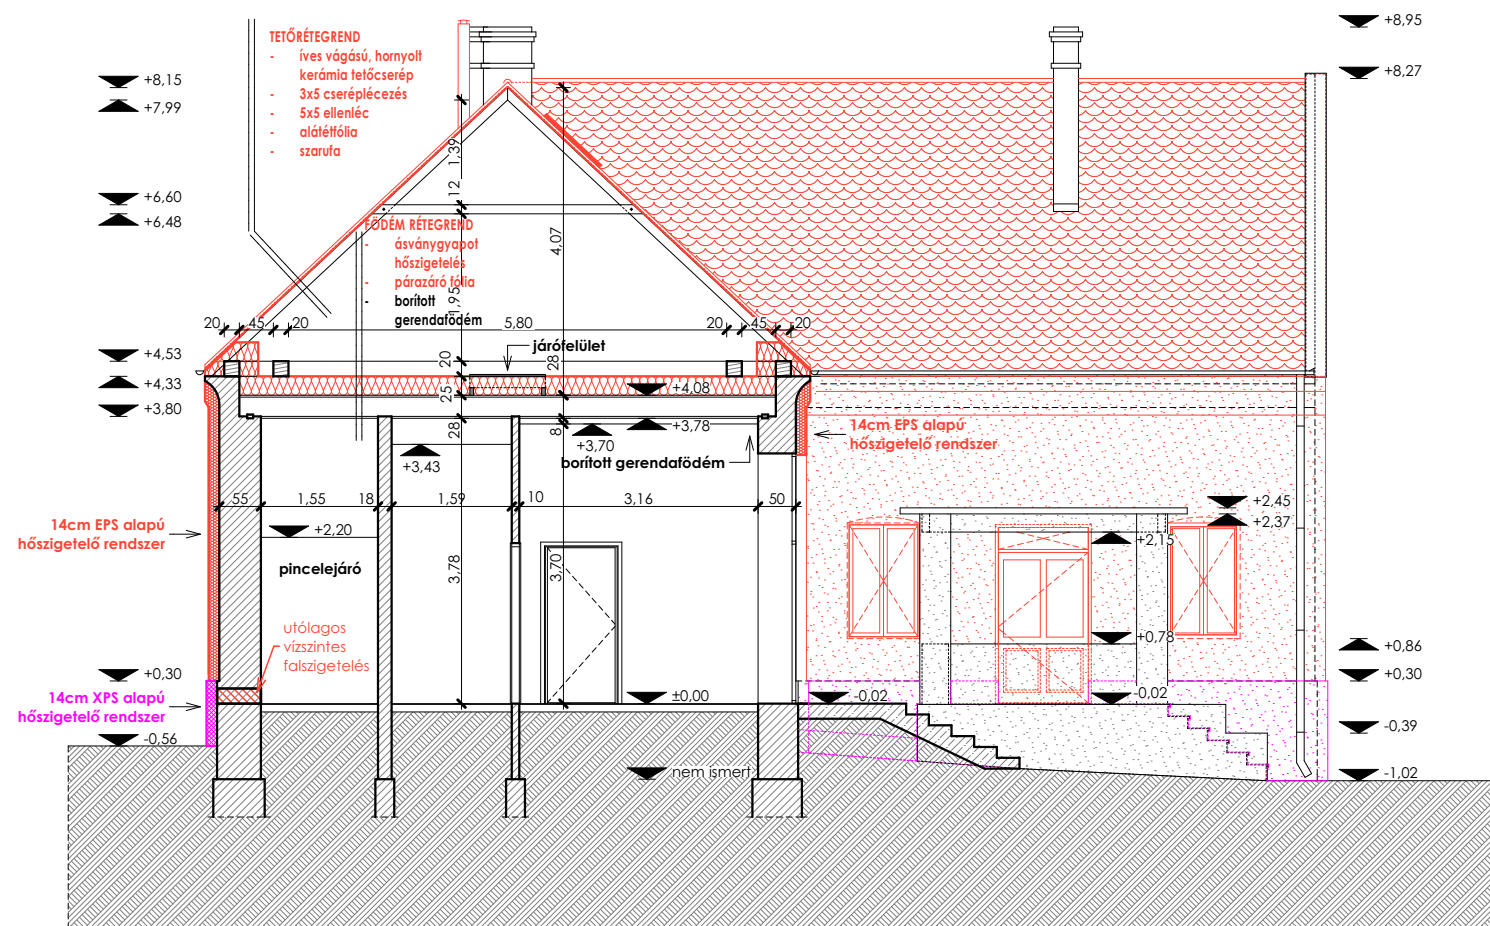 TETŐRÉTEGREND
- íves vágású, hornyolt
kerámia tetőcserép
- 3x5 cseréplécezés
- 5x5 ellenléc
- alátétfólia
- szarufa
+8,15
+7,99
+6,60
+6,48
+4,53
+4,33
+3,80
+0,30
-0,56
+8,95
+8,27
1,39
12
4,07
1,95
FÖDÉM RÉTEGREND
- ásványgyapot
hőszigetelés
- párazáró fólia
- borított
gerendafödém
20
45
20
5,80
20
45
20
járófelület
20
28
25
28
8
+4,08
+3,78
+3,70
+3,43
borított gerendafödém
14cm EPS alapú
hőszigetelő rendszer
55
1,55
18
1,59
10
3,16
50
14cm EPS alapú
hőszigetelő rendszer
+2,20
pincelejáró
3,78
3,70
utólagos
vízszintes
falszigetelés
14cm XPS alapú
hőszigetelő rendszer
±0,00
-0,02
-0,02
nem ismert
+2,45
+2,37
+2,15
+0,78
+0,86
+0,30
-0,39
-1,02